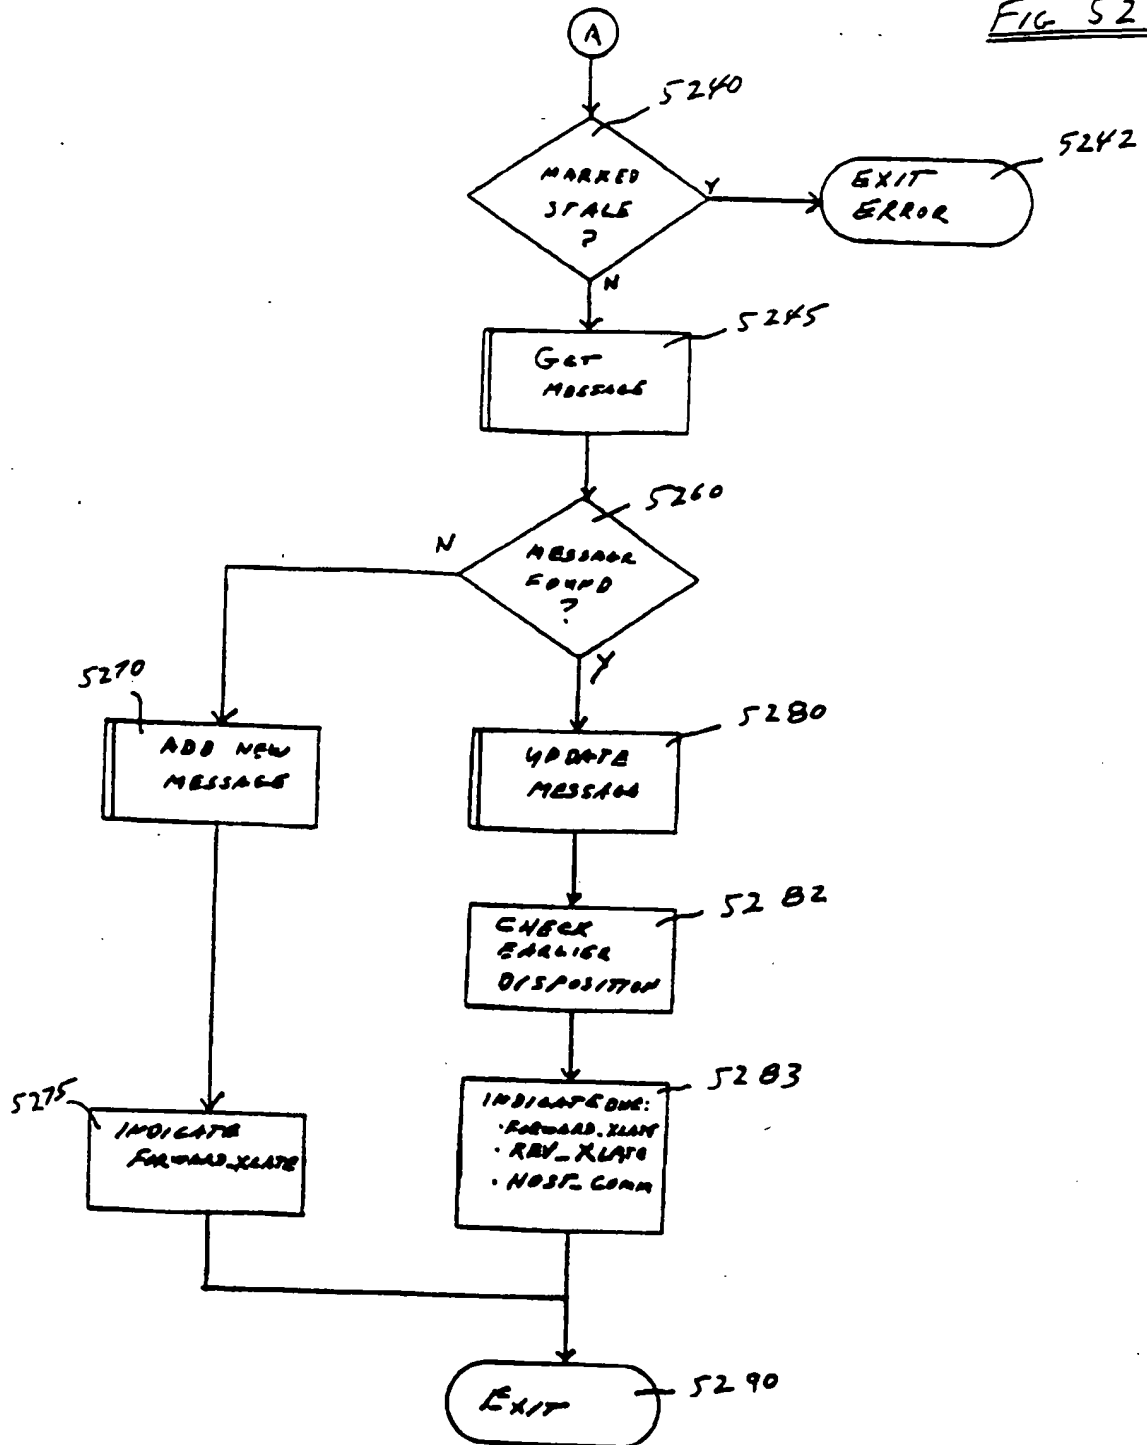 FIG 52
A
5240
MARKED
STALE
?
Y
5242
EXIT
ERROR
N
5245
GET
MESSAGE
5260
MESSAGE
FOUND
?
N
Y
5270
ADD NEW
MESSAGE
5280
UPDATE
MESSAGE
5282
CHECK
EARLIER
DISPOSITION
5275
INDICATE
FORWARD_XLATE
5283
INDICATE ONE:
· FORWARD_XLATE
· REV_XLATE
· HOST_COMM
EXIT
5290